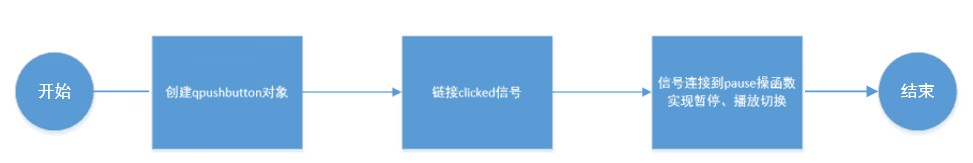 开始
创建qpushbutton对象
链接clicked信号
信号连接到pause操函数
实现暂停、播放切换
结束